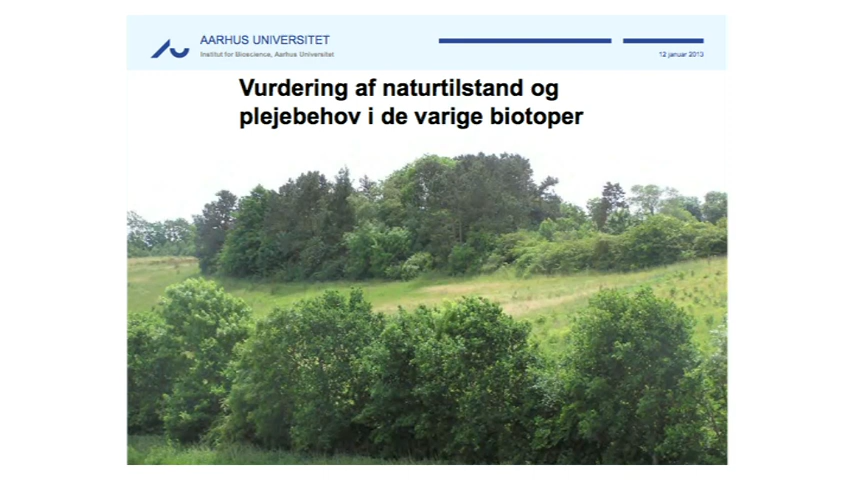 AARHUS UNIVERSITET
Institut for Bioscience, Aarhus Universitet
12 januar 2013
Vurdering af naturtilstand og
plejebehov i de varige biotoper